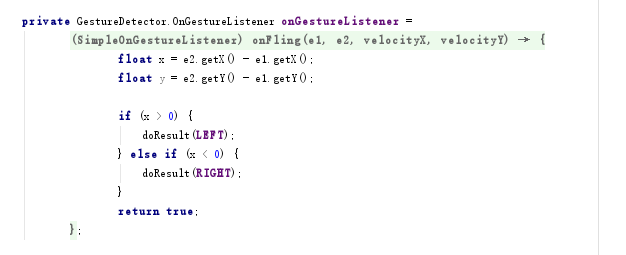 private GestureDetector.OnGestureListener onGestureListener =
(SimpleOnGestureListener) onFling(e1, e2, velocityX, velocityY) → {
float x = e2.getX() - e1.getX();
float y = e2.getY() - e1.getY();
if (x > 0) {
doResult(LEFT);
} else if (x < 0) {
doResult(RIGHT);
}
return true;
};